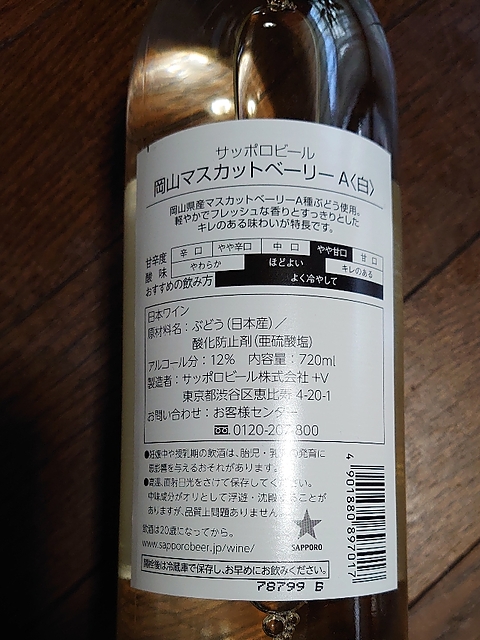 サッポロビール
岡山マスカットベーリーA〈白〉
岡山県産マスカットベーリーA種ぶどう使用。
軽やかでフレッシュな香りとすっきりとした
キレのある味わいが特長です。
甘辛度 辛口 やや辛口 中口 やや甘口 甘口
酸味 やわらか ほどよい キレのある
おすすめの飲み方 よく冷やして
日本ワイン
原材料名：ぶどう（日本産）／
酸化防止剤（亜硫酸塩）
アルコール分：12% 内容量：720ml
製造者：サッポロビール株式会社 +V
東京都渋谷区恵比寿 4-20-1
お問い合わせ：お客様センター
0120-207-800
●妊娠中や授乳期の飲酒は、胎児・乳児の発育に
悪影響を与えるおそれがあります。
●高温、直射日光をさけて保存してください。
中味成分がオリとして浮遊・沈殿することが
ありますが、品質上問題ありません。
飲酒は20歳になってから。
www.sapporobeer.jp/wine/
SAPPORO
4 901880 897017
開栓後は冷蔵庫で保存し、お早めにお飲みください。
78799 B